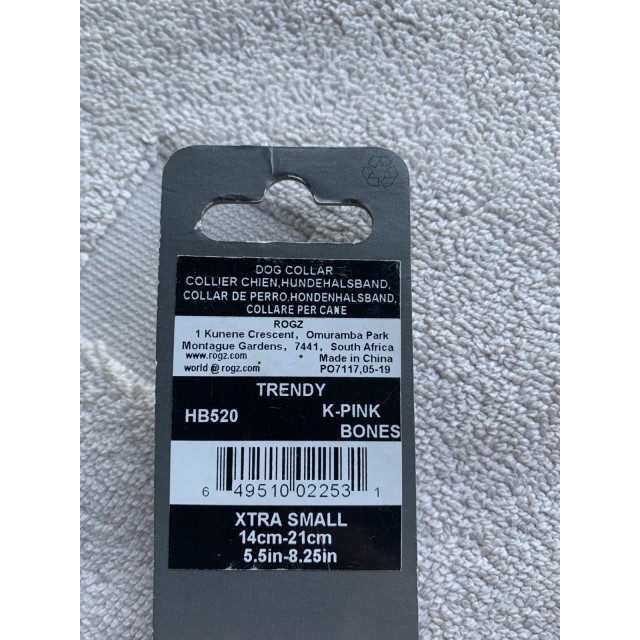 DOG COLLAR
COLLIER CHIEN,HUNDEHALSBAND,
COLLAR DE PERRO,HONDENHALSBAND,
COLLARE PER CANE
ROGZ
1 Kunene Crescent, Omuramba Park
Montague Gardens, 7441, South Africa
www.rogz.com Made in China
world @ rogz.com PO7117,05-19
TRENDY
HB520 K-PINK
BONES
6 49510 02253 1
XTRA SMALL
14cm-21cm
5.5in-8.25in